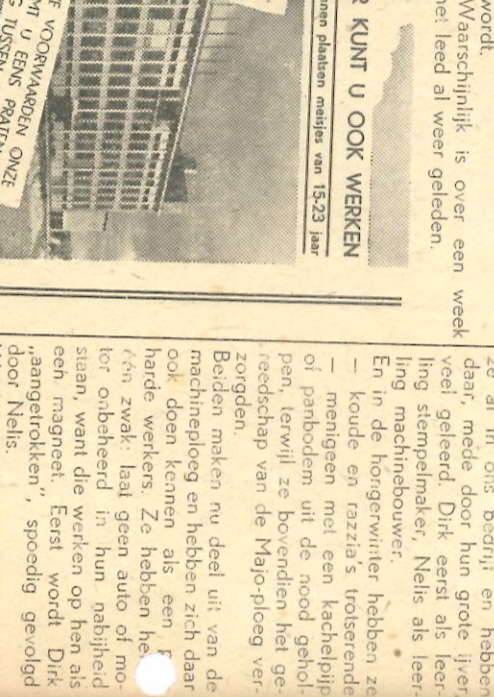 wordt.
Waarschijnlijk is over een week
het leed al weer geleden.
R KUNT U OOK WERKEN
nnen plaatsen meisjes van 15-23 jaar
E VOORWAARDEN ONZE
MT U EENS PRATEN
G TUSSEN
ze al in ons bedrijf en hebben
daar, mede door hun grote ijver
veel geleerd. Dirk eerst als leer-
ling stempelmaker, Nelis als leer-
ling machinebouwer.
En in de hongerwinter hebben z
— koude en razzia's trotserende
— menigeen met een kachelpijp
of panbodem uit de nood gehol-
pen, terwijl ze bovendien het ge-
reedschap van de Majo-ploeg ver-
zorgden.
Beiden maken nu deel uit van de
machineploeg en hebben zich daar
ook doen kennen als een
harde werkers. Ze hebben he
één zwak: laat geen auto of mo-
tor onbeheerd in hun nabijheid
staan, want die werken op hen als
een magneet. Eerst wordt Dirk
„aangetrokken”, spoedig gevolgd
door Nelis.